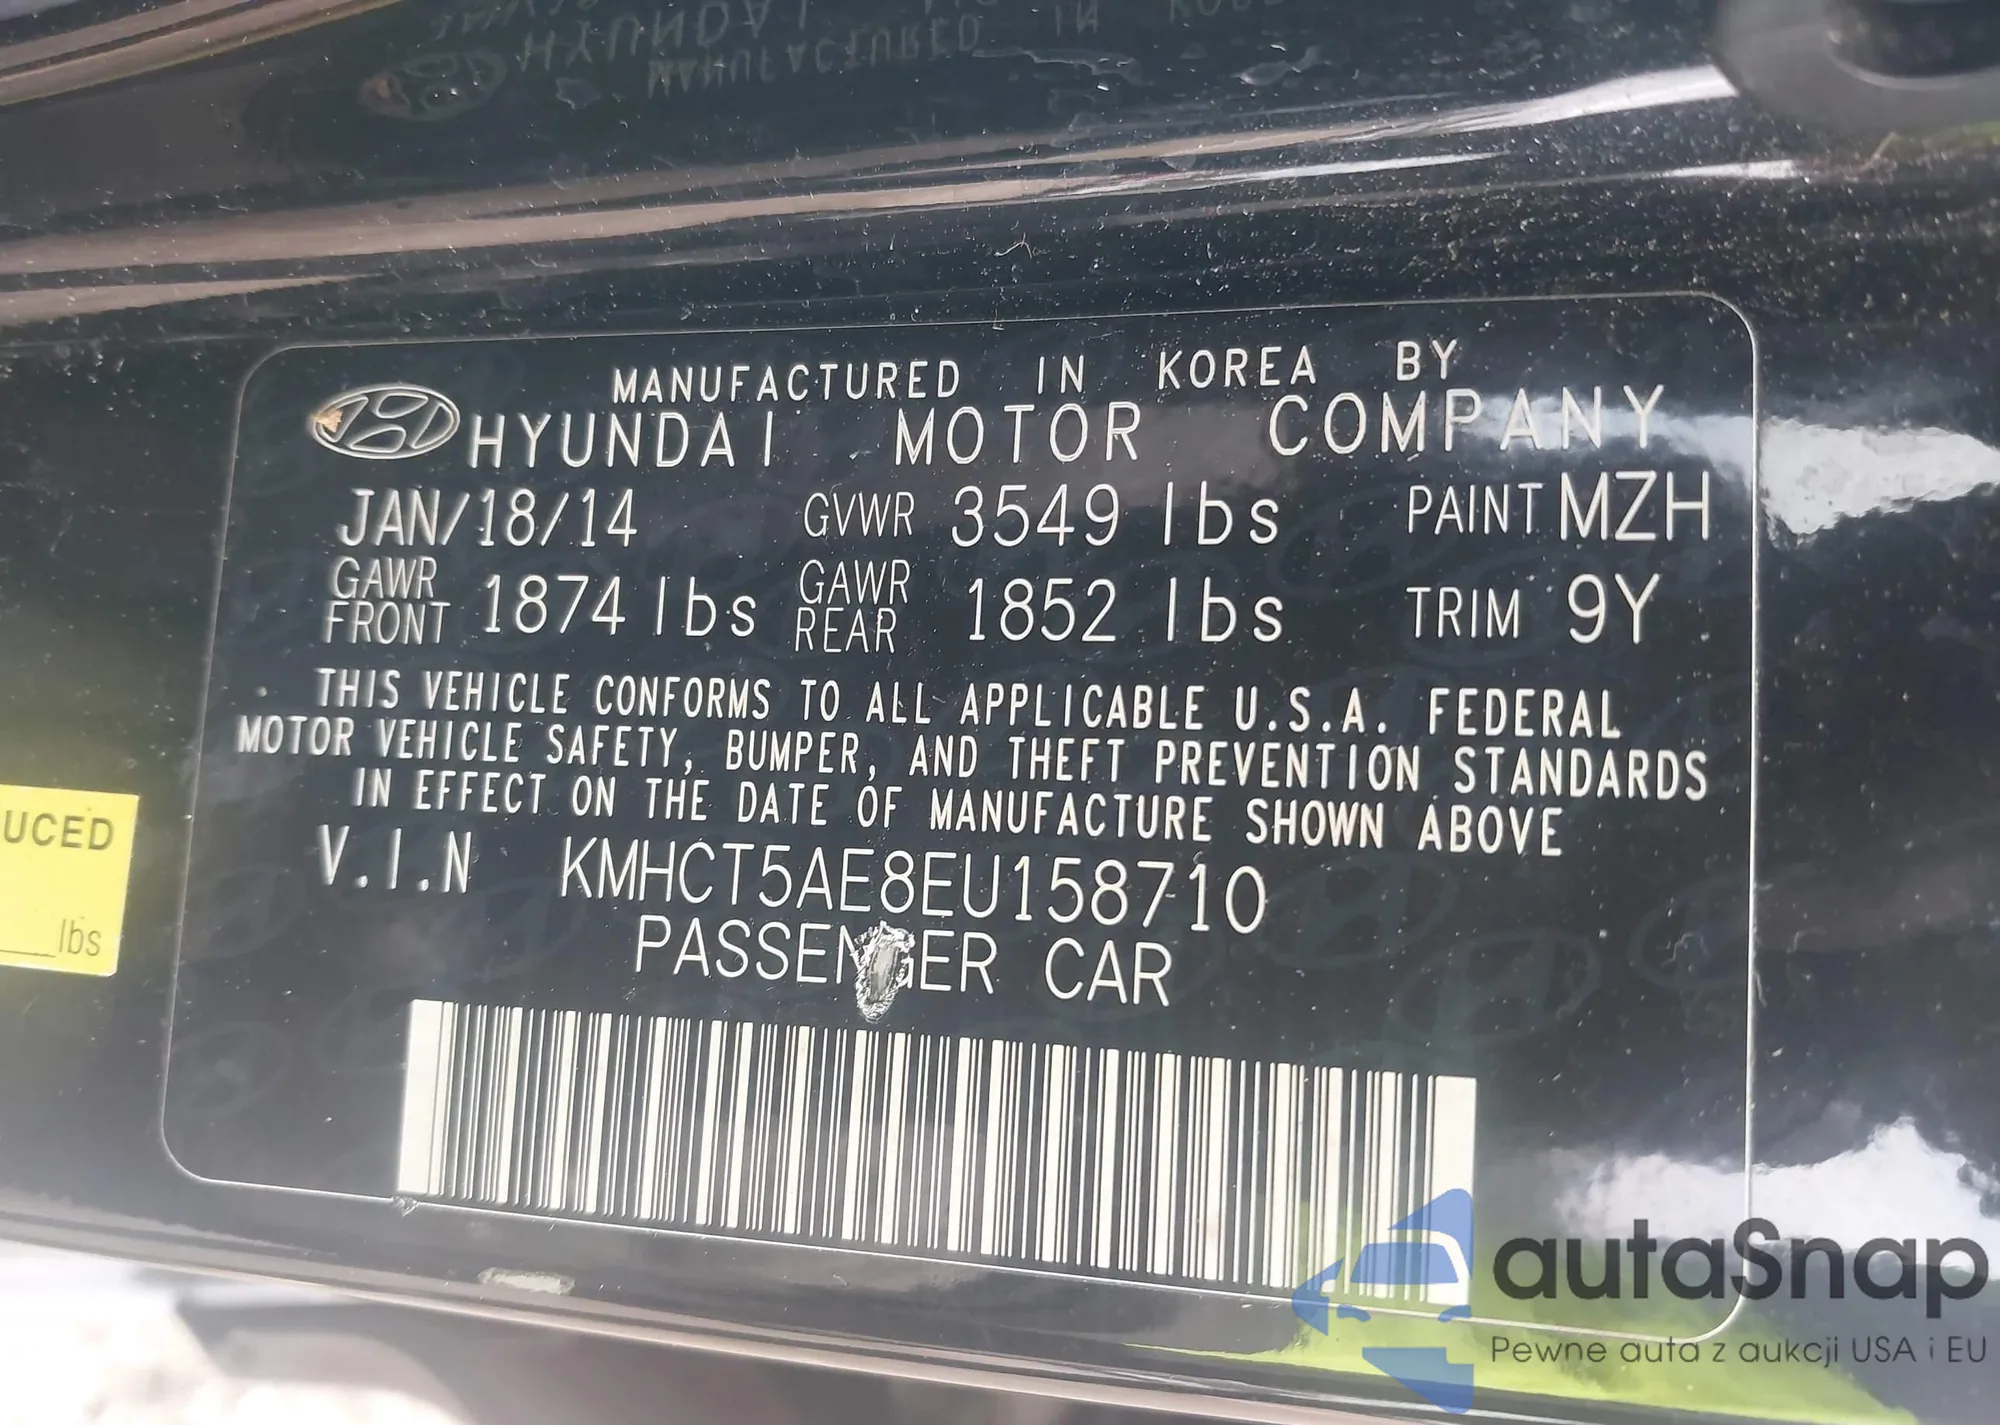 MANUFACTURED IN KOREA BY
HYUNDAI MOTOR COMPANY
JAN/18/14 GVWR 3549 lbs PAINT MZH
GAWR FRONT 1874 lbs GAWR REAR 1852 lbs TRIM 9Y
THIS VEHICLE CONFORMS TO ALL APPLICABLE U.S.A. FEDERAL
MOTOR VEHICLE SAFETY, BUMPER, AND THEFT PREVENTION STANDARDS
IN EFFECT ON THE DATE OF MANUFACTURE SHOWN ABOVE
V.I.N KMHCT5AE8EU158710
PASSENGER CAR
UCED
lbs
autaSnap
Pewne auta z aukcji USA i EU